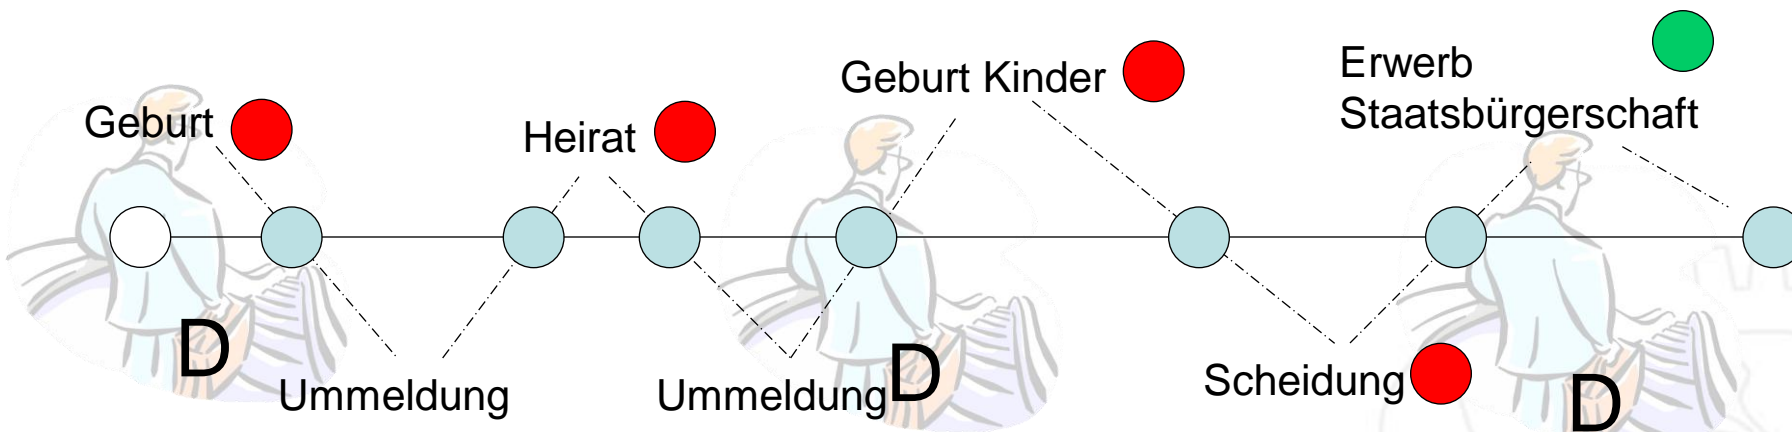 Geburt
Heirat
Geburt Kinder
Erwerb
Staatsbürgerschaft
D
Ummeldung
Ummeldung
D
Scheidung
D